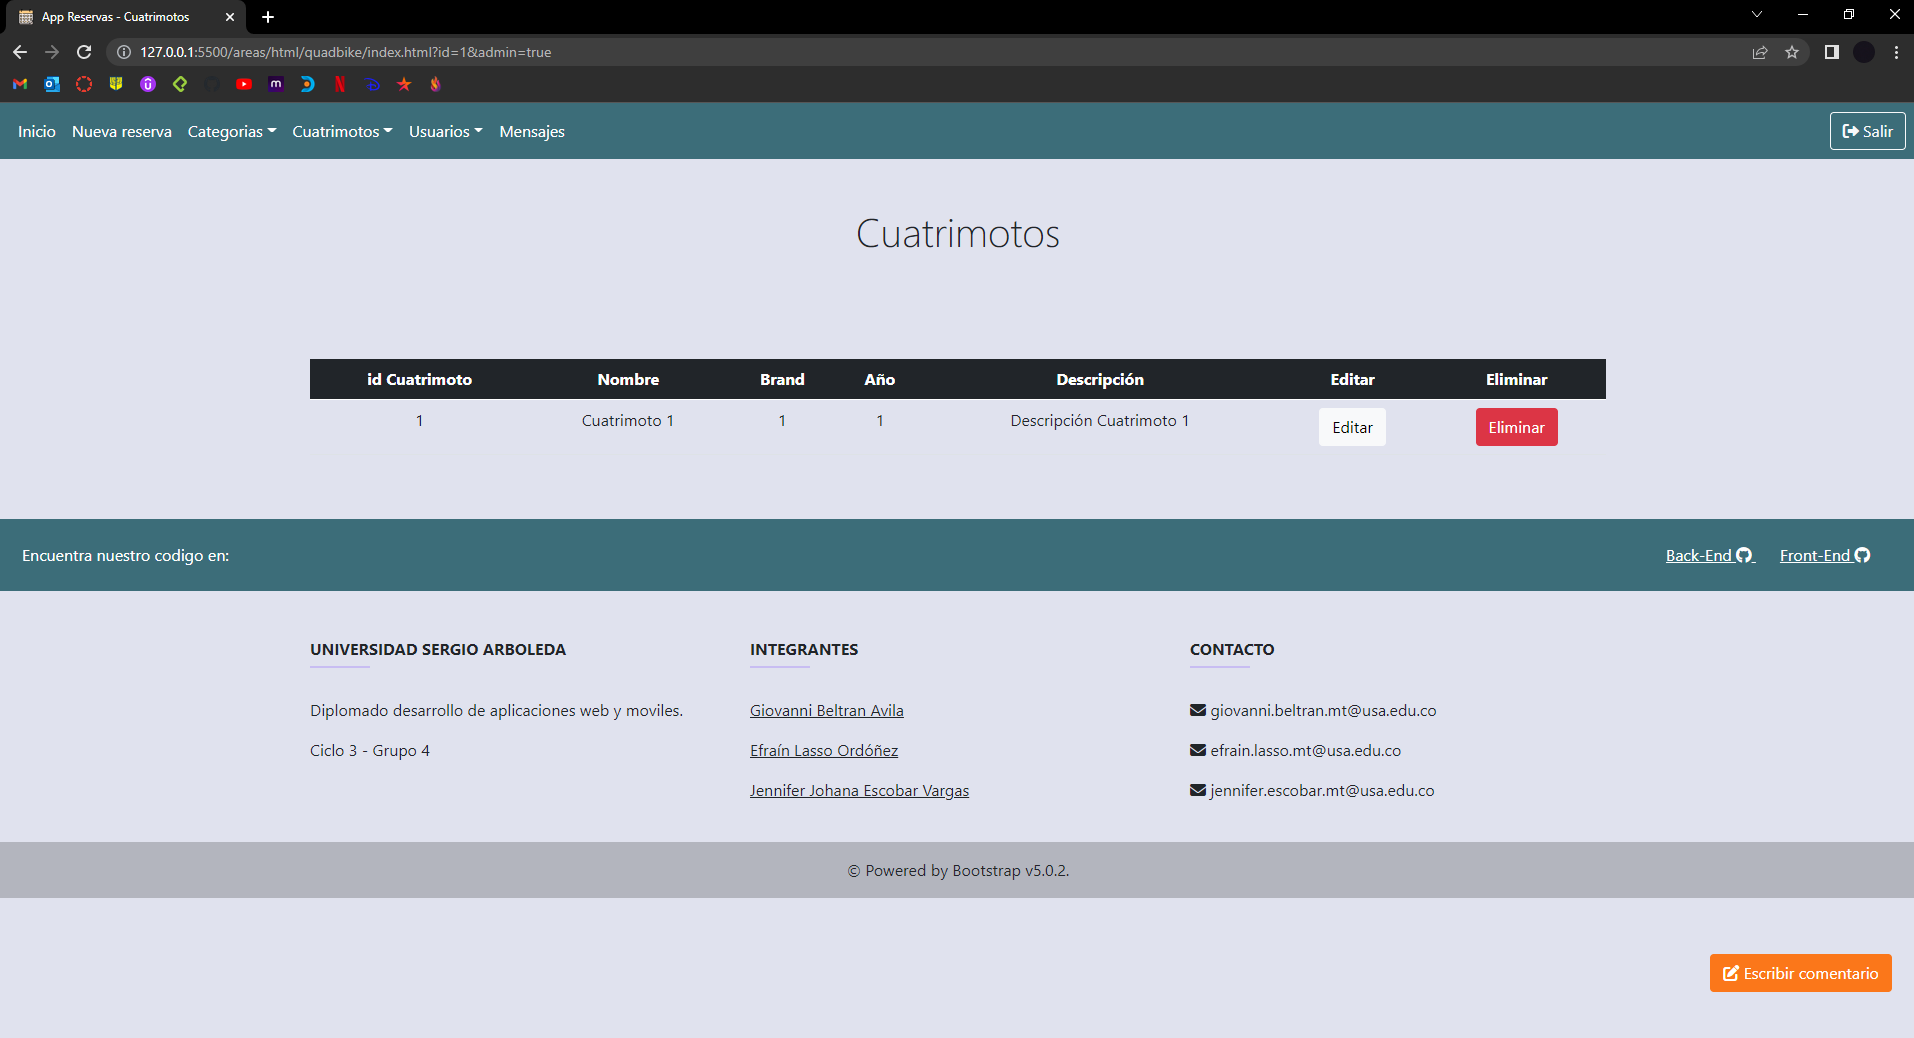 App Reservas - Cuatrimotos
127.0.0.1:5500/areas/html/quadbike/index.html?id=1&admin=true
Inicio Nueva reserva Categorias Cuatrimotos Usuarios Mensajes Salir
Cuatrimotos
id Cuatrimoto Nombre Brand Año Descripción Editar Eliminar
1 Cuatrimoto 1 1 1 Descripción Cuatrimoto 1 Editar Eliminar
Encuentra nuestro codigo en: Back-End Front-End
UNIVERSIDAD SERGIO ARBOLEDA
Diplomado desarrollo de aplicaciones web y moviles.
Ciclo 3 - Grupo 4
INTEGRANTES
Giovanni Beltran Avila
Efraín Lasso Ordóñez
Jennifer Johana Escobar Vargas
CONTACTO
giovanni.beltran.mt@usa.edu.co
efrain.lasso.mt@usa.edu.co
jennifer.escobar.mt@usa.edu.co
© Powered by Bootstrap v5.0.2.
Escribir comentario